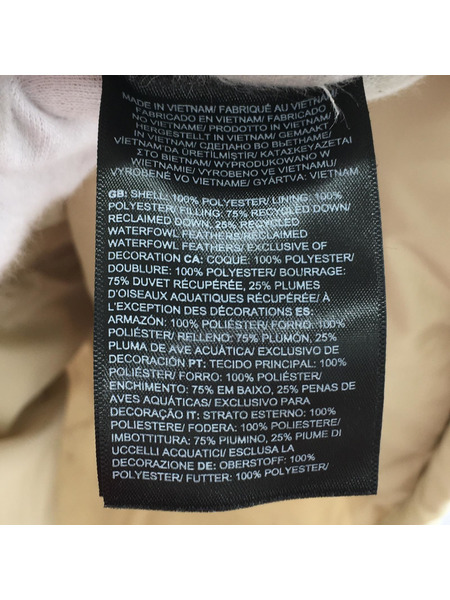 MADE IN VIETNAM/ FABRIQUÉ AU VIETNAM/
FABRICADO EN VIETNAM/ FABRICADO
NO VIETNAME/ PRODOTTO IN VIETNAM/
HERGESTELLT IN VIETNAM/ GEMAAKT
IN VIETNAM/ СДЕЛАНО ВО ВЬЕТНАМЕ/
VİETNAM'DA ÜRETİLMİŞTİR/ ΚΑΤΑΣΚΕΥΑΖΕΤΑΙ
ΣΤΟ ΒΙΕΤΝΑΜ/ WYPRODUKOWANO W
WIETNAMIE/ VYROBENO VE VIETNAMU/
VYROBENÉ VO VIETNAME/ GYÁRTVA: VIETNAM
GB: SHELL: 100% POLYESTER/ LINING: 100%
POLYESTER/FILLING: 75% RECYCLED DOWN/
RECLAIMED DOWN, 25% RECYCLED
WATERFOWL FEATHERS/RECLAIMED
WATERFOWL FEATHERS/EXCLUSIVE OF
DECORATION CA: COQUE: 100% POLYESTER/
DOUBLURE: 100% POLYESTER/ BOURRAGE:
75% DUVET RÉCUPÉRÉE, 25% PLUMES
D'OISEAUX AQUATIQUES RÉCUPÉRÉE/ À
L'EXCEPTION DES DÉCORATIONS ES:
ARMAZÓN: 100% POLIÉSTER/ FORRO: 100%
POLIÉSTER/ RELLENO: 75% PLUMÓN, 25%
PLUMA DE AVE ACUÁTICA/ EXCLUSIVO DE
DECORACIÓN PT: TECIDO PRINCIPAL: 100%
POLIÉSTER/ FORRO: 100% POLIÉSTER/
ENCHIMENTO: 75% EM BAIXO, 25% PENAS DE
AVES AQUÁTICAS/ EXCLUSIVO PARA
DECORAÇÃO IT: STRATO ESTERNO: 100%
POLIESTERE/ FODERA: 100% POLIESTERE/
IMBOTTITURA: 75% PIUMINO, 25% PIUME DI
UCCELLI ACQUATICI/ ESCLUSA LA
DECORAZIONE DE: OBERSTOFF: 100%
POLYESTER/ FUTTER: 100% POLYESTER/